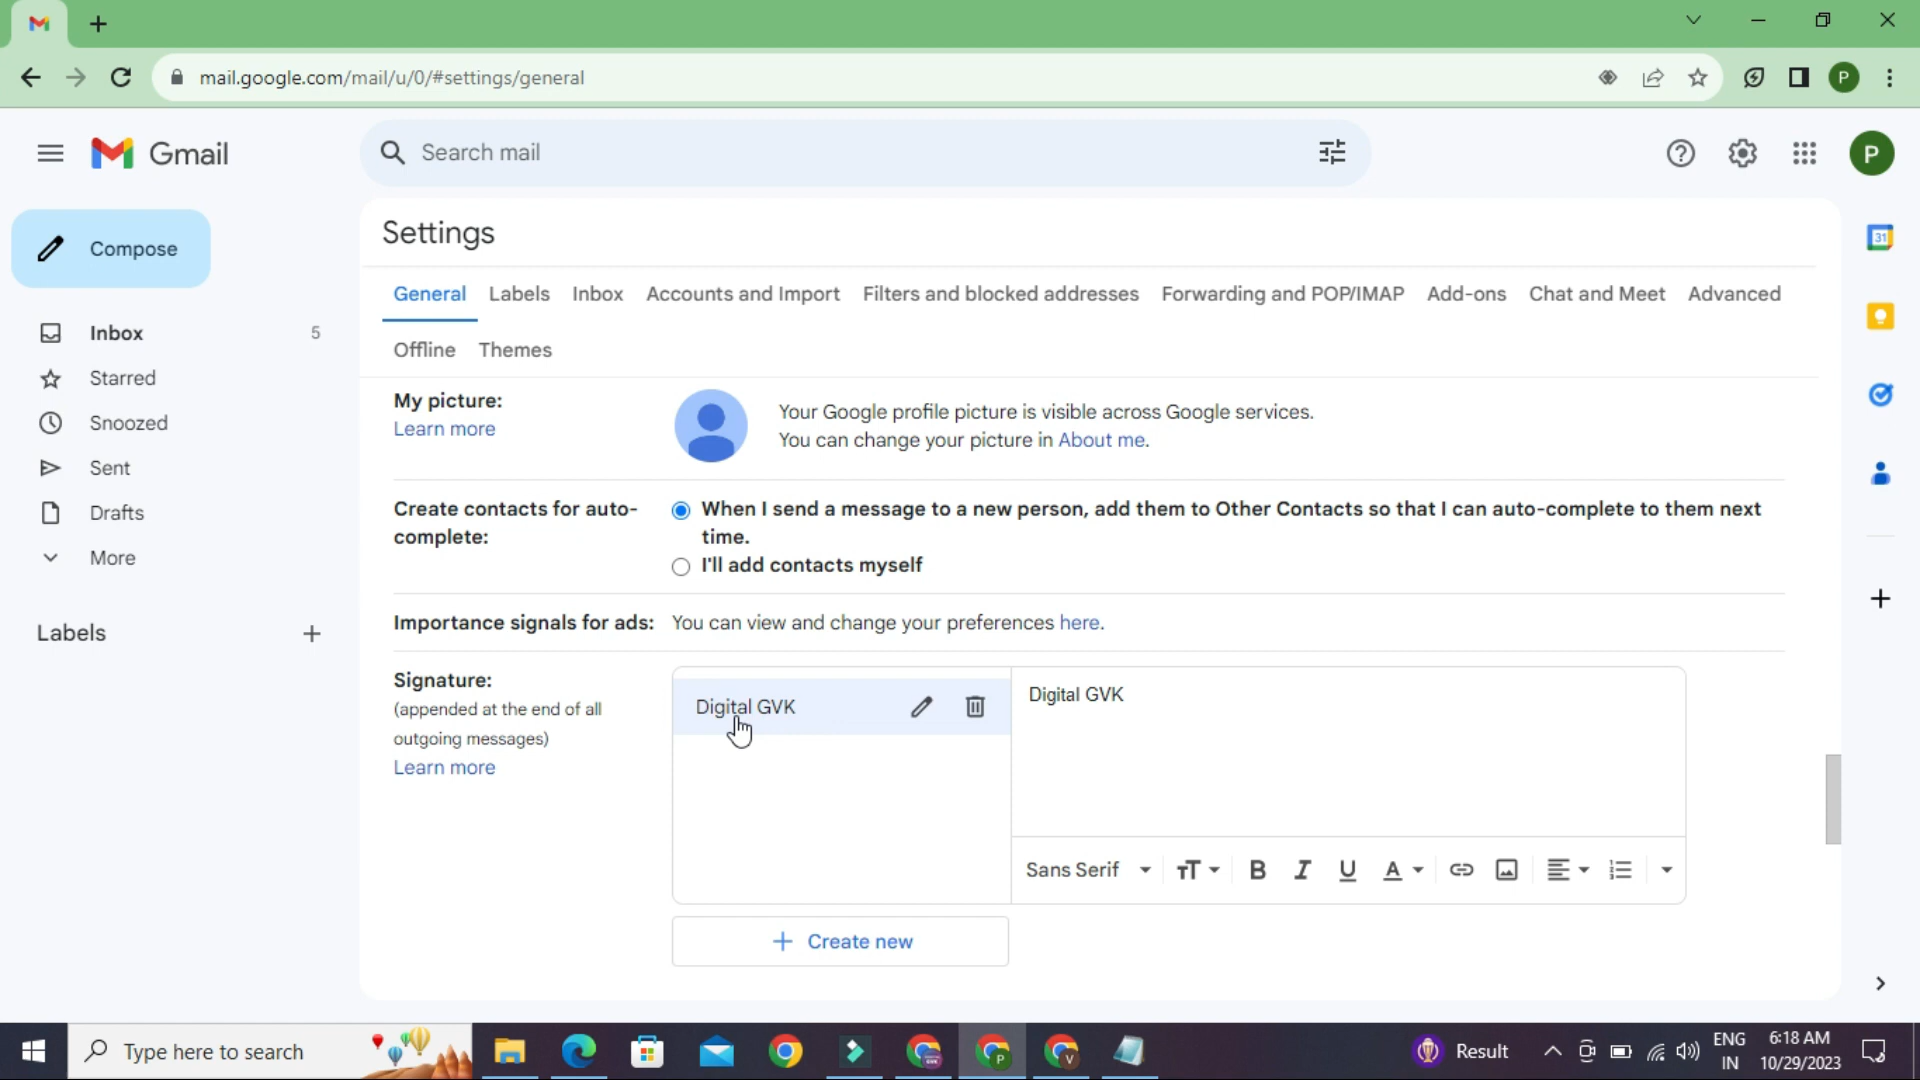 mail.google.com/mail/u/0/#settings/general
P
Gmail
Search mail
P
Compose
Inbox 5
Starred
Snoozed
Sent
Drafts
More
Labels
Settings
General Labels Inbox Accounts and Import Filters and blocked addresses Forwarding and POP/IMAP Add-ons Chat and Meet Advanced
Offline Themes
My picture:
Learn more
Your Google profile picture is visible across Google services.
You can change your picture in About me.
Create contacts for auto-
complete:
When I send a message to a new person, add them to Other Contacts so that I can auto-complete to them next
time.
I'll add contacts myself
Importance signals for ads: You can view and change your preferences here.
Signature:
(appended at the end of all
outgoing messages)
Learn more
Digital GVK
Digital GVK
Sans Serif
Create new
31
Type here to search
P
V
Result
ENG
IN
6:18 AM
10/29/2023